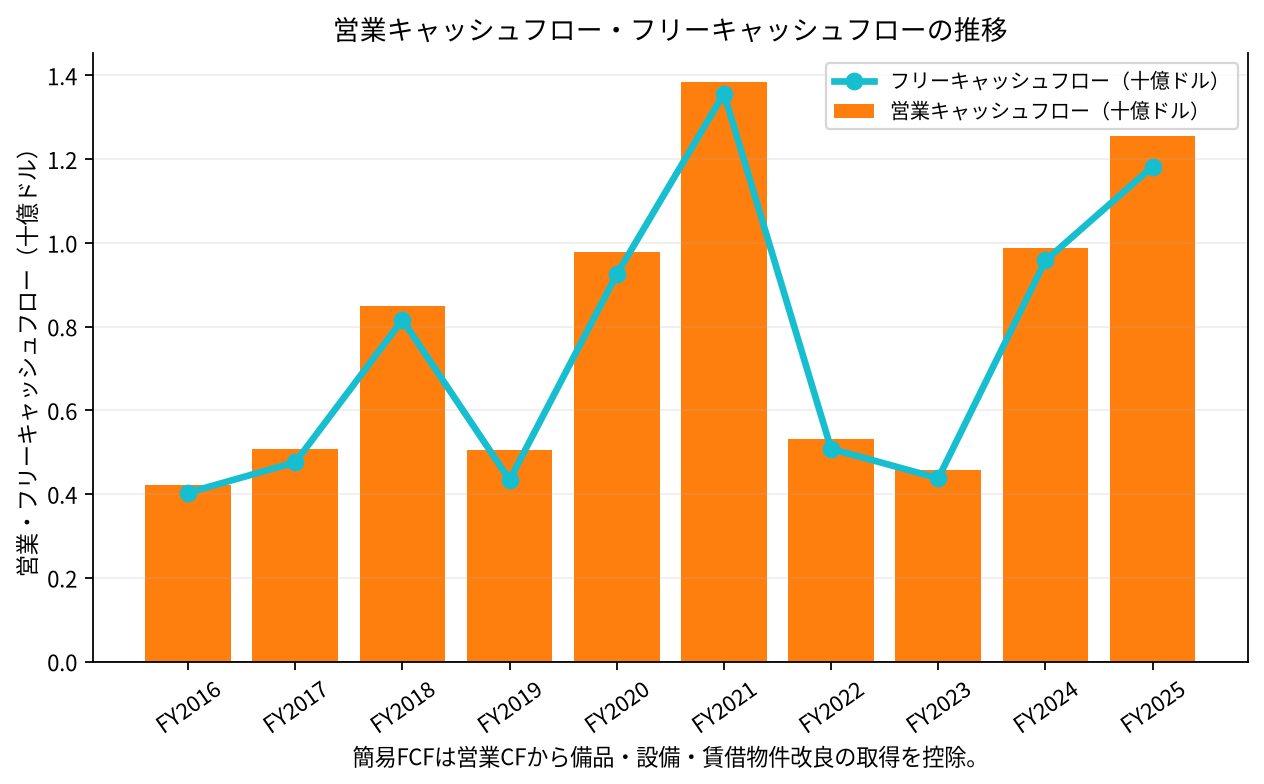 営業キャッシュフロー・フリーキャッシュフローの推移
営業・フリーキャッシュフロー（十億ドル）
1.4
1.2
1.0
0.8
0.6
0.4
0.2
0.0
フリーキャッシュフロー（十億ドル）
営業キャッシュフロー（十億ドル）
FY2016
FY2017
FY2018
FY2019
FY2020
FY2021
FY2022
FY2023
FY2024
FY2025
簡易FCFは営業CFから備品・設備・賃借物件改良の取得を控除。